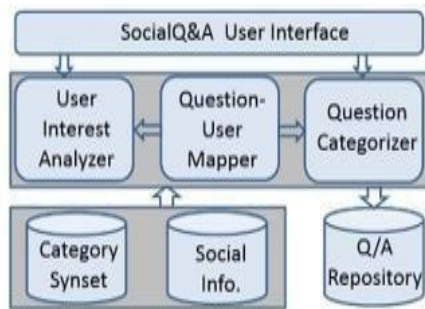 SocialQ&A User Interface
User
Interest
Analyzer
Question-
User
Mapper
Question
Categorizer
Category
Synset
Social
Info.
Q/A
Repository